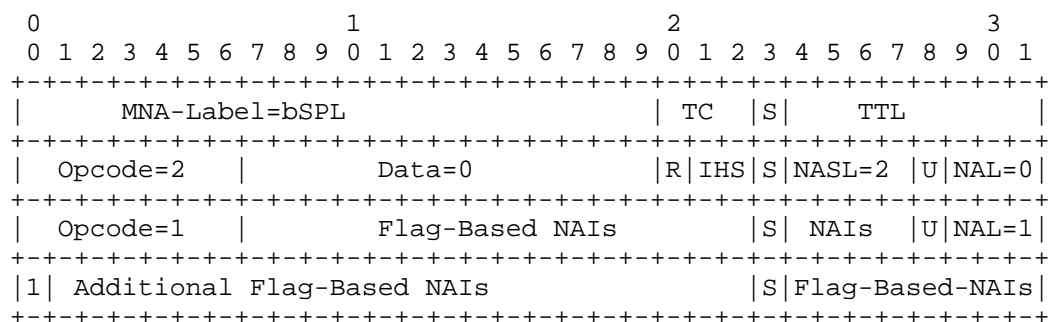 0                   1                   2                   3
 0 1 2 3 4 5 6 7 8 9 0 1 2 3 4 5 6 7 8 9 0 1 2 3 4 5 6 7 8 9 0 1
+-+-+-+-+-+-+-+-+-+-+-+-+-+-+-+-+-+-+-+-+-+-+-+-+-+-+-+-+-+-+-+-+
|      MNA-Label=bSPL                   | TC  |S|    TTL        |
+-+-+-+-+-+-+-+-+-+-+-+-+-+-+-+-+-+-+-+-+-+-+-+-+-+-+-+-+-+-+-+-+
|  Opcode=2   |        Data=0           |R|IHS|S|NASL=2 |U|NAL=0|
+-+-+-+-+-+-+-+-+-+-+-+-+-+-+-+-+-+-+-+-+-+-+-+-+-+-+-+-+-+-+-+-+
|  Opcode=1   |        Flag-Based NAIs          |S| NAIs  |U|NAL=1|
+-+-+-+-+-+-+-+-+-+-+-+-+-+-+-+-+-+-+-+-+-+-+-+-+-+-+-+-+-+-+-+-+
|1| Additional Flag-Based NAIs                |S|Flag-Based-NAIs|
+-+-+-+-+-+-+-+-+-+-+-+-+-+-+-+-+-+-+-+-+-+-+-+-+-+-+-+-+-+-+-+-+